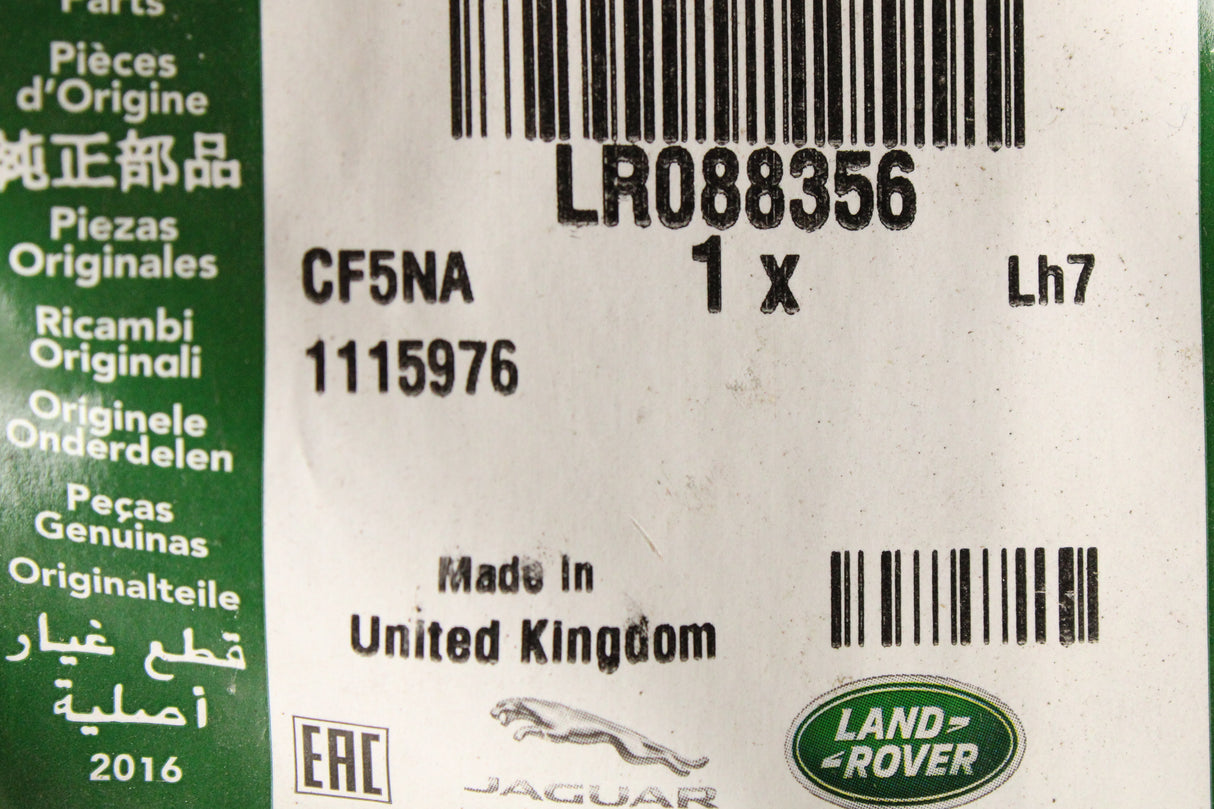 Parts
Pièces
d'Origine
純正部品
Piezas
Originales
Ricambi
Originali
Originele
Onderdelen
Peças
Genuinas
Originalteile
قطع غيار
أصلية
2016
LR088356
1 x
CF5NA
Lh7
1115976
Made in
United Kingdom
EAC
JAGUAR
LAND
ROVER